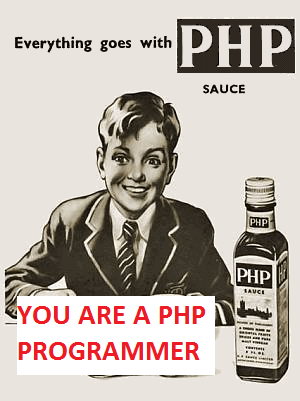 Everything goes with PHP
SAUCE
PHP
PHP
SAUCE
YOU ARE A PHP
PROGRAMMER